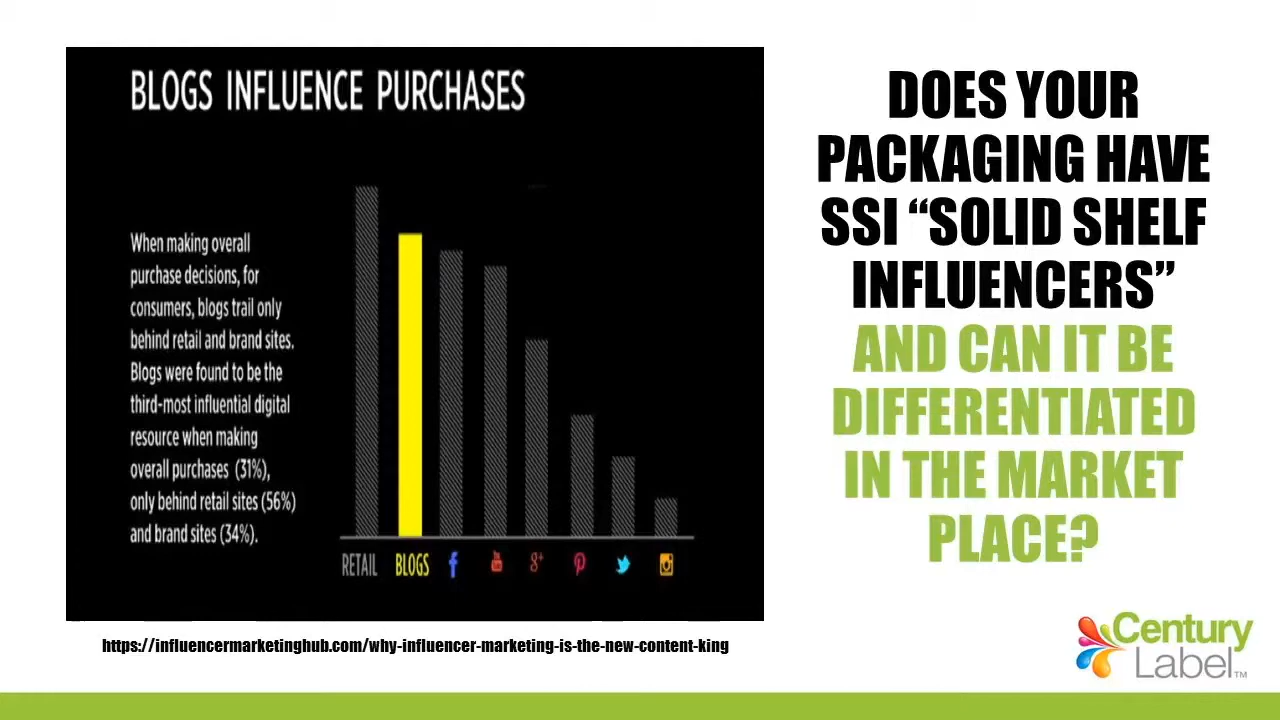 BLOGS INFLUENCE PURCHASES
When making overall
purchase decisions, for
consumers, blogs trail only
behind retail and brand sites.
Blogs were found to be the
third-most influential digital
resource when making
overall purchases (31%),
only behind retail sites (56%)
and brand sites (34%).
RETAIL BLOGS f You Tube g+ p
https://influencermarketinghub.com/why-influencer-marketing-is-the-new-content-king
DOES YOUR
PACKAGING HAVE
SSI “SOLID SHELF
INFLUENCERS”
AND CAN IT BE
DIFFERENTIATED
IN THE MARKET
PLACE?
Century
Label™